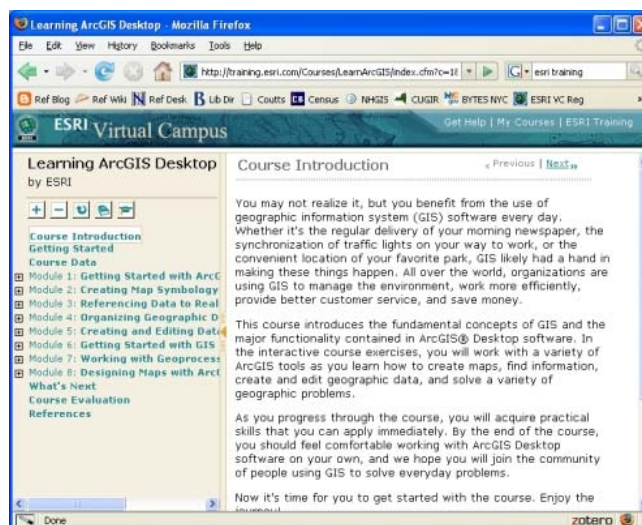 Learning ArcGIS Desktop - Mozilla Firefox
File Edit View History Bookmarks Tools Help
http://training.esri.com/Courses/LearnArcGIS/index.cfm?c=18
G esri training
Ref Blog Ref Wiki Ref Desk Lib Dir Coutts Census NHGIS CUGIR BYTES NYC ESRI VC Reg
ESRI Virtual Campus
Get Help | My Courses | ESRI Training
Learning ArcGIS Desktop
by ESRI
Course Introduction
Getting Started
Course Data
Module 1: Getting Started with ArcG
Module 2: Creating Map Symbology
Module 3: Referencing Data to Real
Module 4: Organizing Geographic D
Module 5: Creating and Editing Data
Module 6: Getting Started with GIS
Module 7: Working with Geoprocess
Module 8: Designing Maps with Arc
What's Next
Course Evaluation
References
Course Introduction
« Previous | Next »
You may not realize it, but you benefit from the use of
geographic information system (GIS) software every day.
Whether it's the regular delivery of your morning newspaper, the
synchronization of traffic lights on your way to work, or the
convenient location of your favorite park, GIS likely had a hand in
making these things happen. All over the world, organizations are
using GIS to manage the environment, work more efficiently,
provide better customer service, and save money.
This course introduces the fundamental concepts of GIS and the
major functionality contained in ArcGIS® Desktop software. In
the interactive course exercises, you will work with a variety of
ArcGIS tools as you learn how to create maps, find information,
create and edit geographic data, and solve a variety of
geographic problems.
As you progress through the course, you will acquire practical
skills that you can apply immediately. By the end of the course,
you should feel comfortable working with ArcGIS Desktop
software on your own, and we hope you will join the community
of people using GIS to solve everyday problems.
Now it's time for you to get started with the course. Enjoy the
journey!
Done
zotero